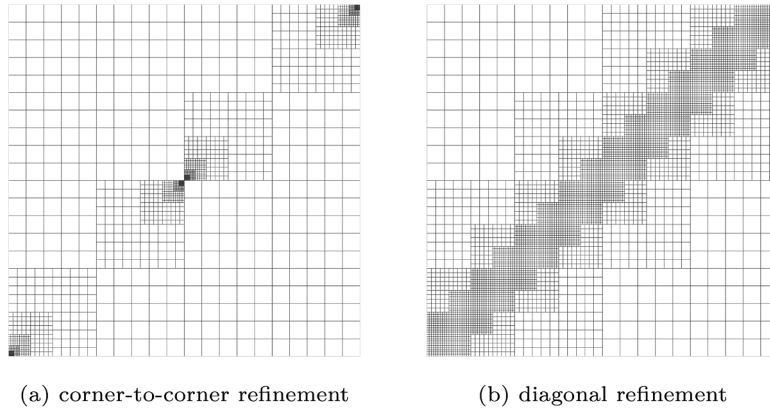 (a) corner-to-corner refinement
(b) diagonal refinement